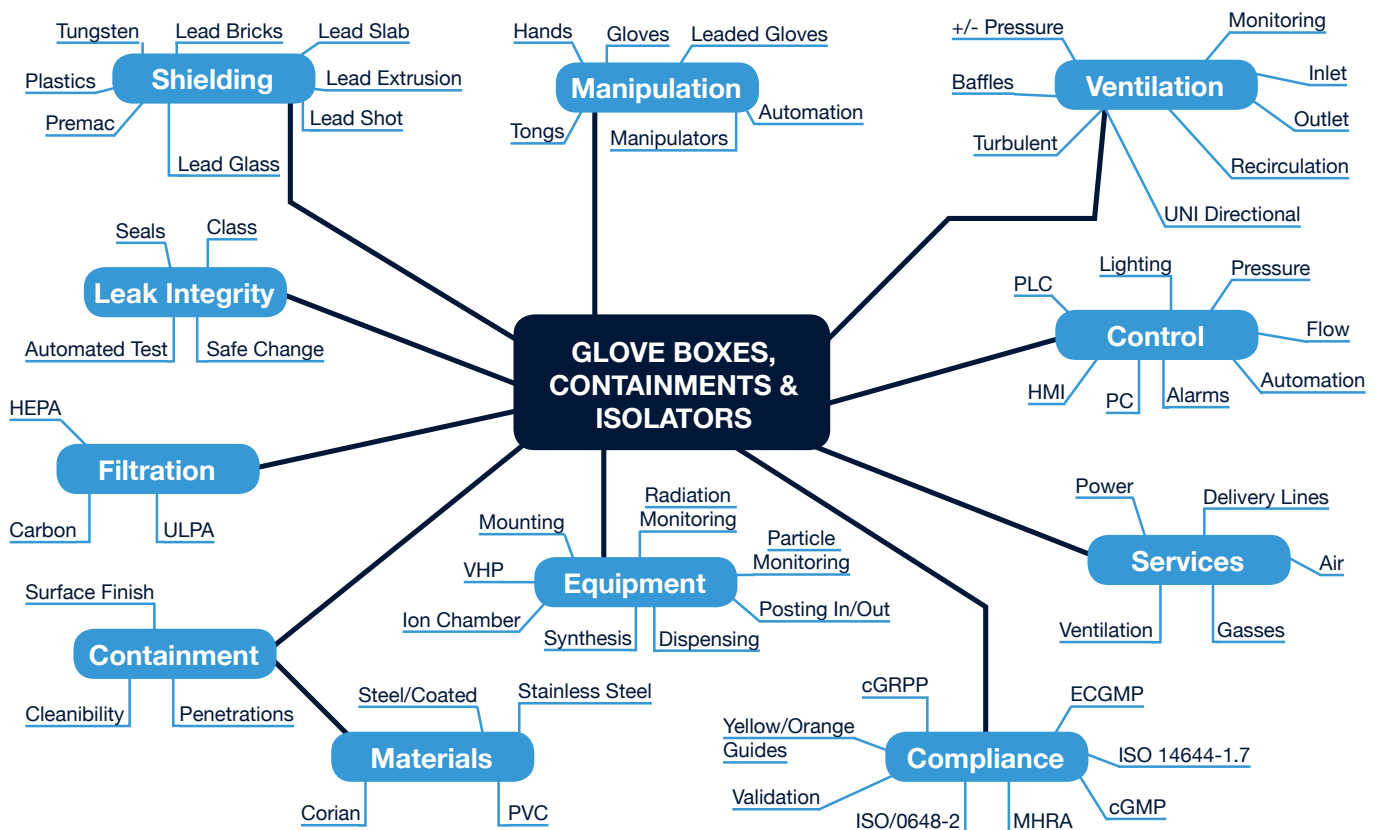 Tungsten
Lead Bricks
Lead Slab
Plastics
Shielding
Lead Extrusion
Premac
Lead Shot
Lead Glass
Hands
Gloves
Leaded Gloves
Manipulation
Automation
Tongs
Manipulators
+/- Pressure
Monitoring
Baffles
Ventilation
Inlet
Outlet
Turbulent
Recirculation
UNI Directional
Seals
Class
Leak Integrity
Automated Test
Safe Change
GLOVE BOXES,
CONTAINMENTS &
ISOLATORS
PLC
Lighting
Pressure
Control
Flow
HMI
PC
Alarms
Automation
HEPA
Filtration
Carbon
ULPA
Mounting
Radiation
Monitoring
Particle
Monitoring
VHP
Equipment
Ion Chamber
Synthesis
Dispensing
Posting In/Out
Power
Delivery Lines
Services
Air
Ventilation
Gasses
Surface Finish
Containment
Cleanibility
Penetrations
Steel/Coated
Stainless Steel
Materials
Corian
PVC
cGRPP
ECGMP
Yellow/Orange
Guides
Compliance
ISO 14644-1.7
Validation
ISO/0648-2
MHRA
cGMP